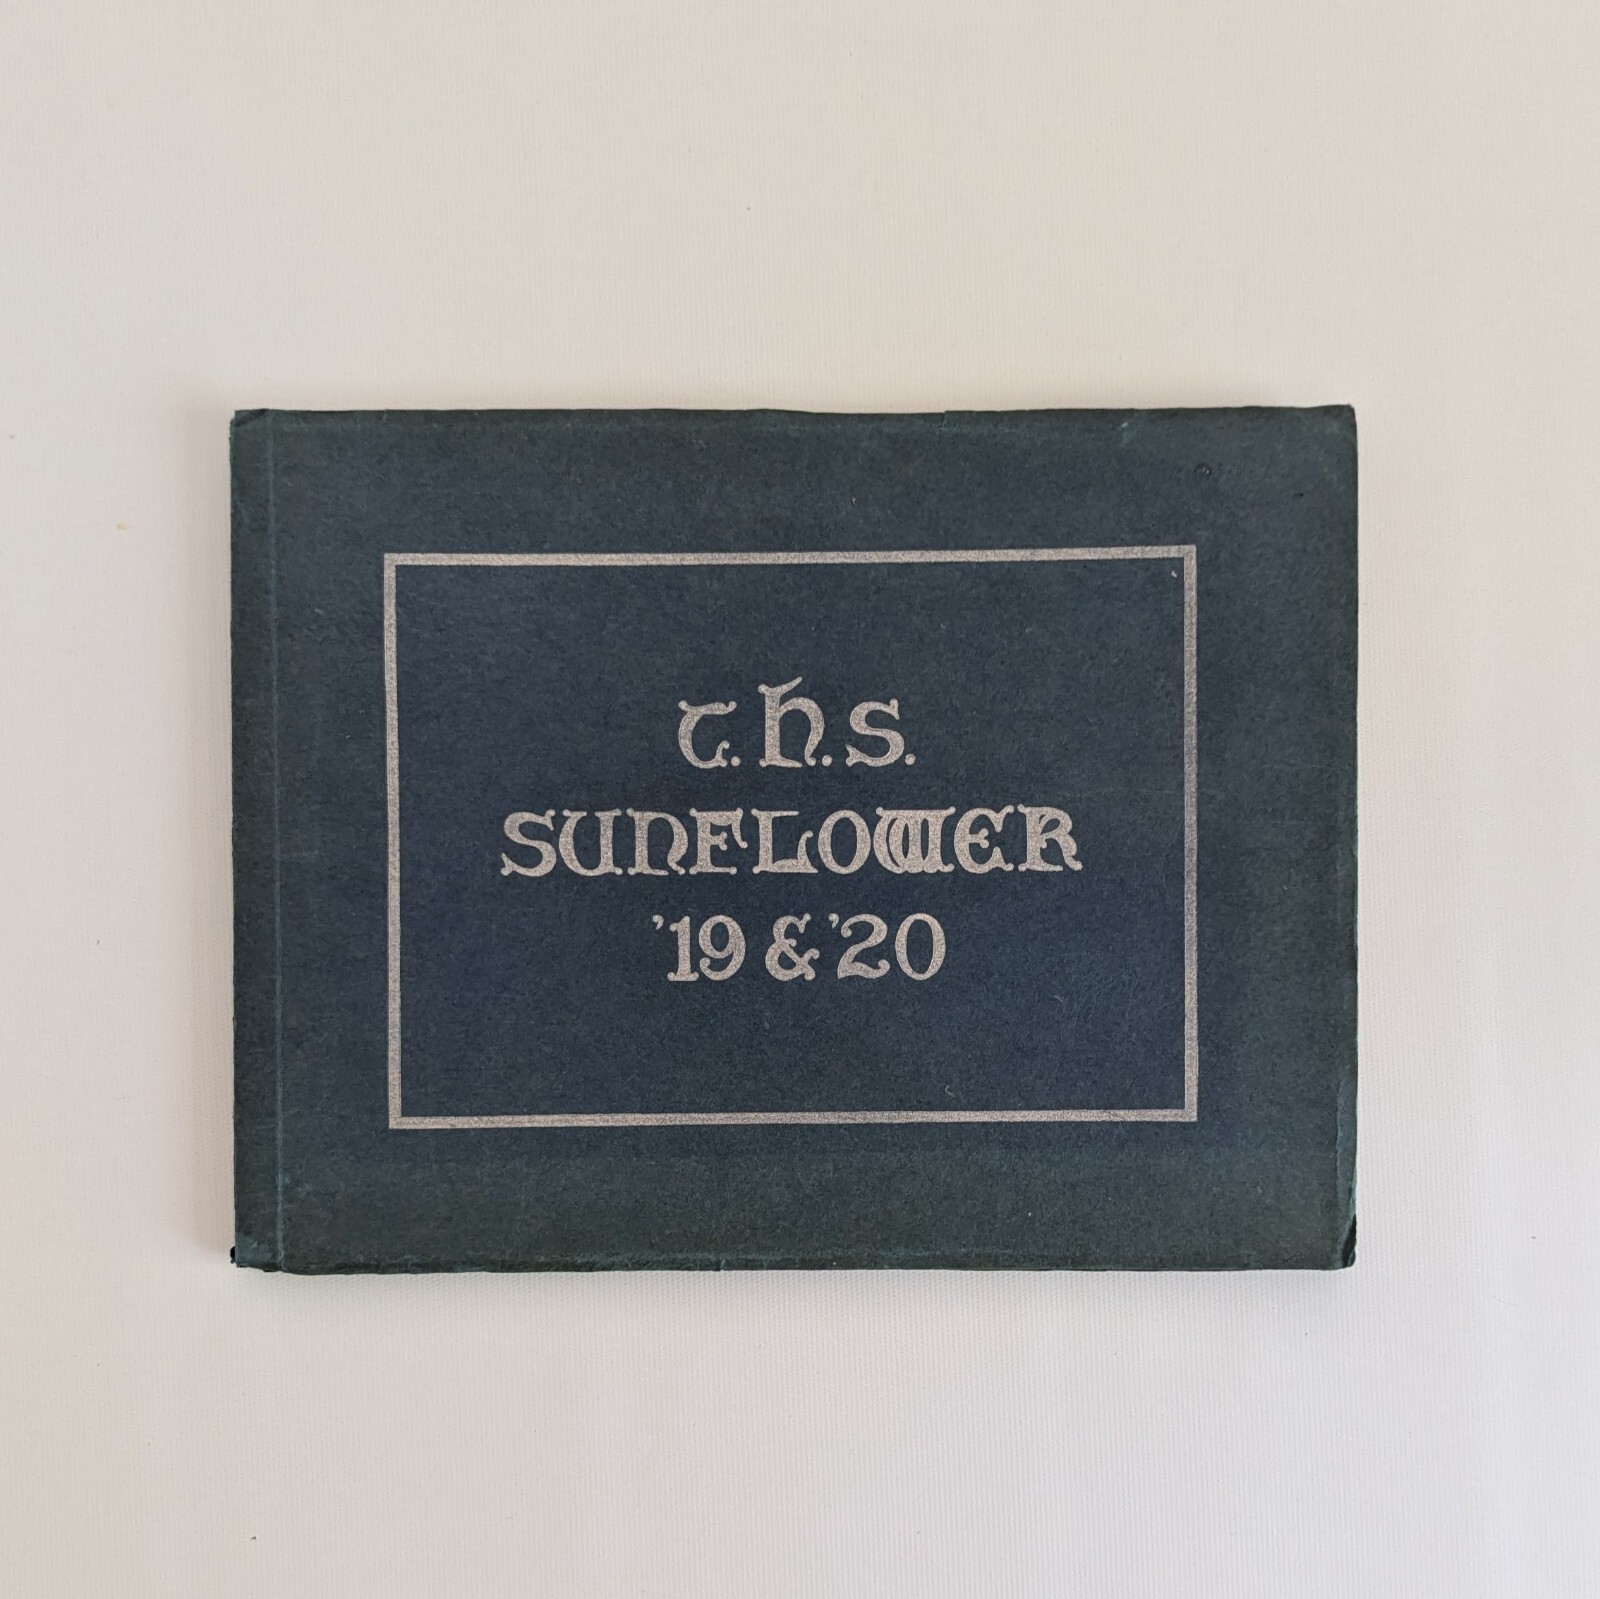 T.H.S.
SUNFLOWER
'19 & '20